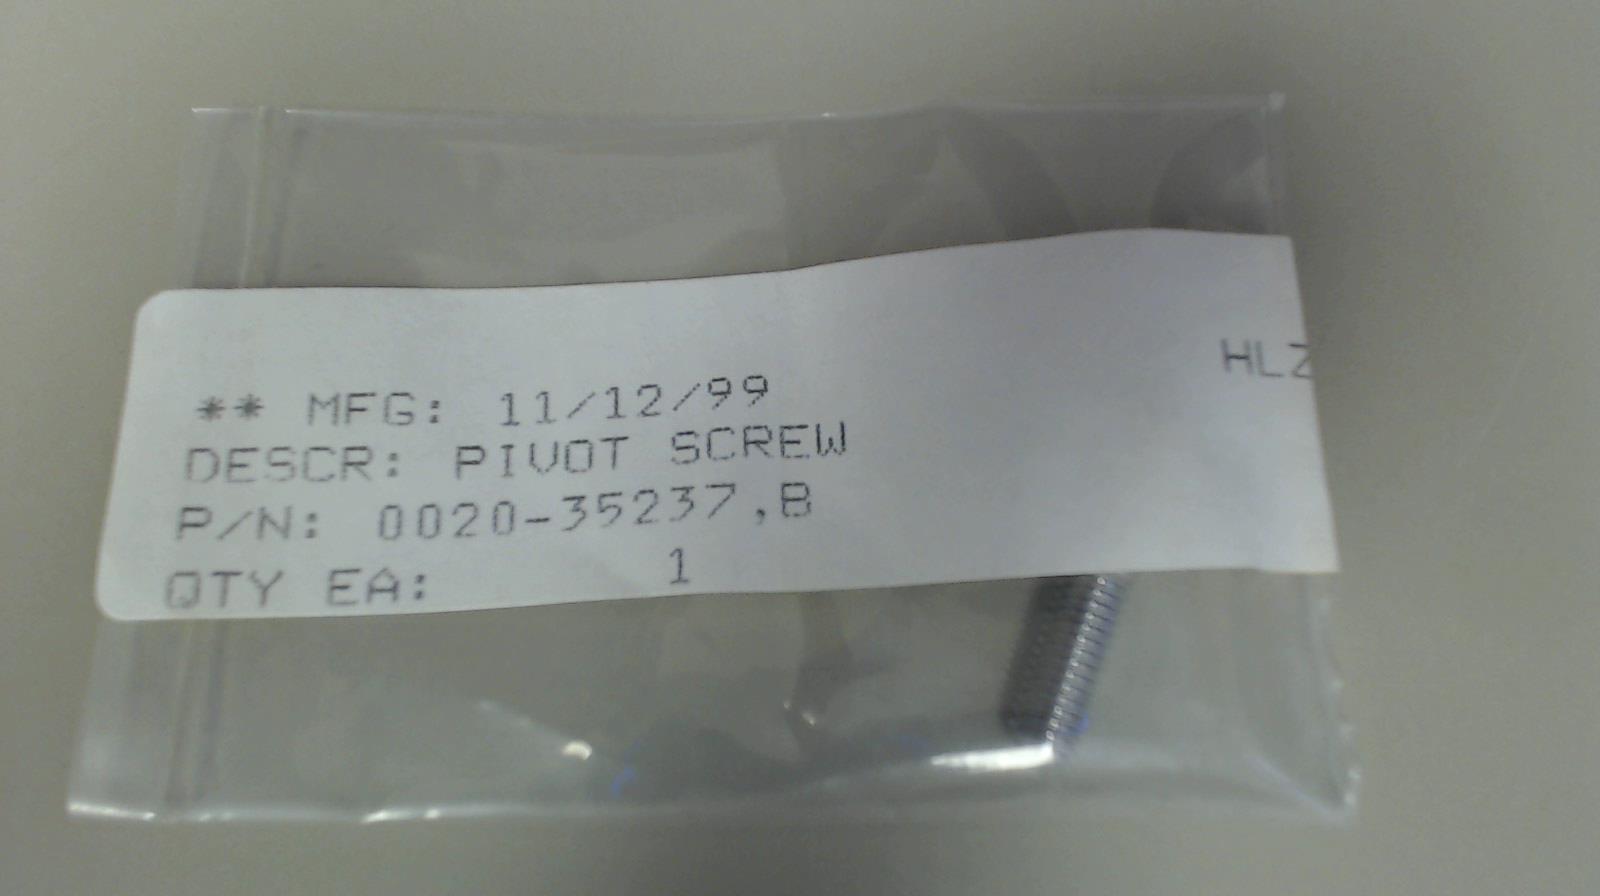 HLZ
** MFG: 11/12/99
DESCR: PIVOT SCREW
P/N: 0020-35237,B
QTY EA: 1